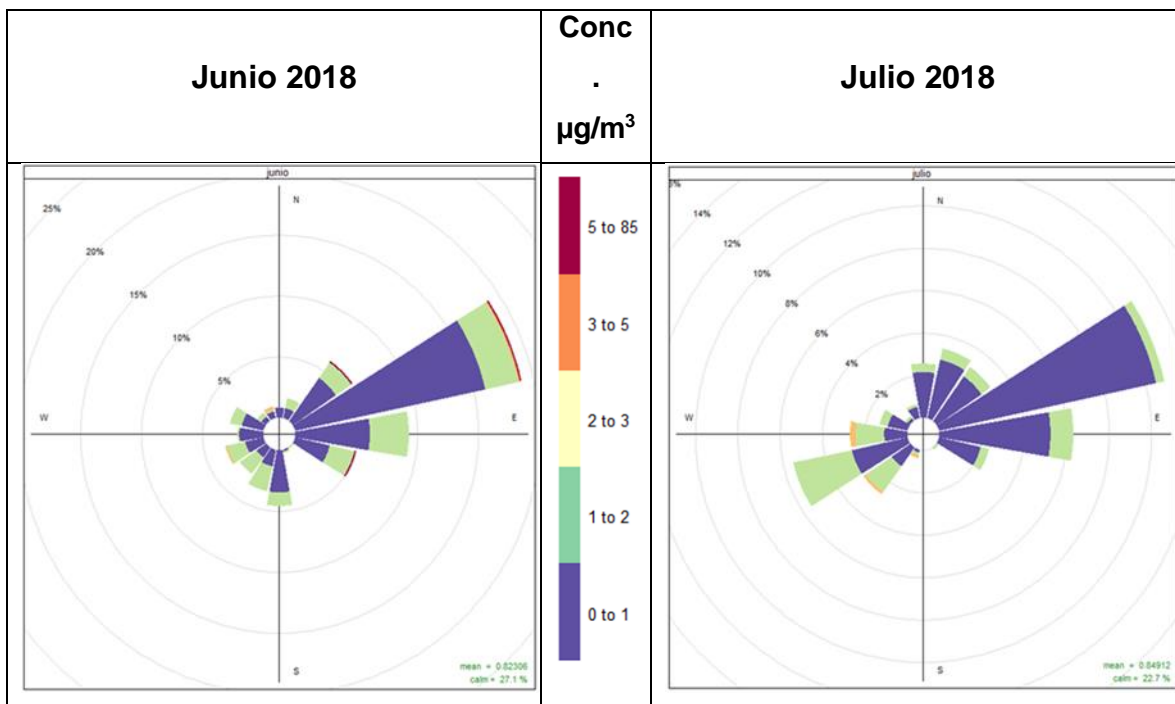 Junio 2018
Conc
.
µg/m³
Julio 2018
junio
N
25%
20%
15%
10%
5%
W
E
S
mean = 0.82306
calm = 27.1 %
5 to 85
3 to 5
2 to 3
1 to 2
0 to 1
julio
N
14%
12%
10%
8%
6%
4%
2%
W
E
S
mean = 0.84912
calm = 22.7 %